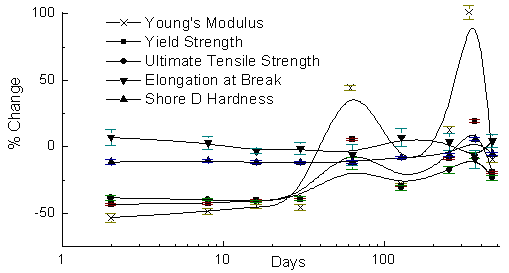 100
Young's Modulus
Yield Strength
Ultimate Tensile Strength
Elongation at Break
Shore D Hardness
50
% Change
0
-50
1
10
100
Days